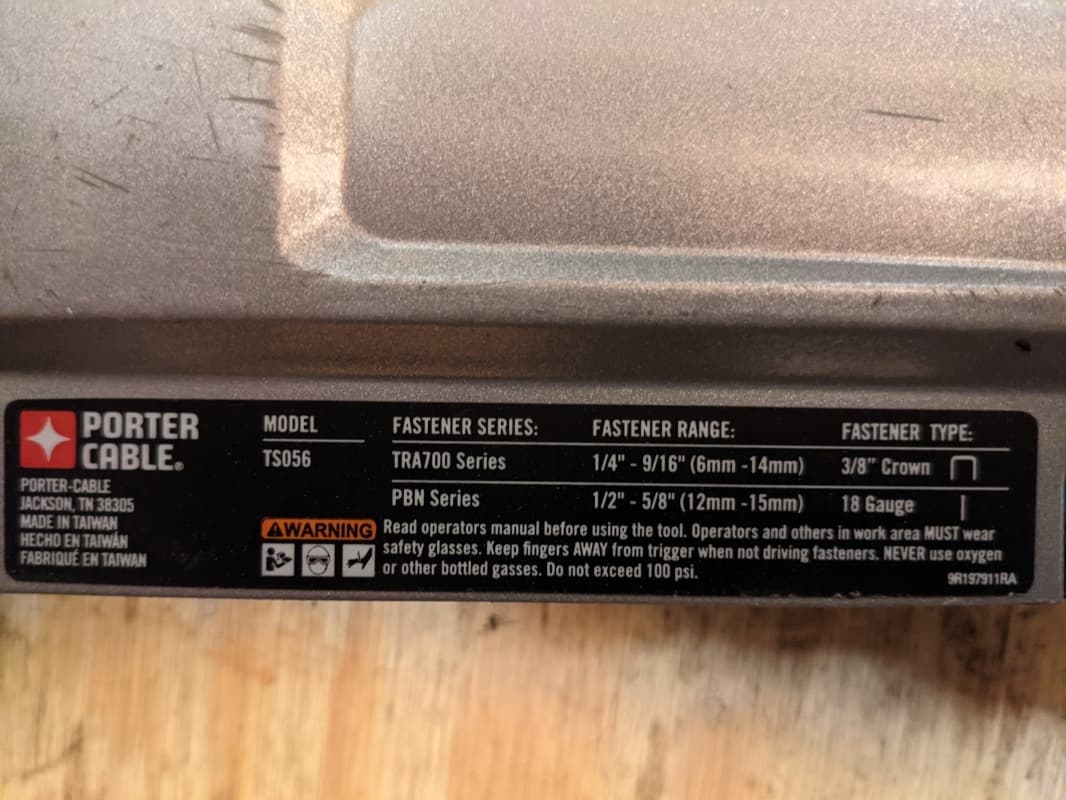 PORTER
CABLE®
PORTER-CABLE
JACKSON, TN 38305
MADE IN TAIWAN
HECHO EN TAIWÁN
FABRIQUÉ EN TAIWAN
MODEL
TS056
FASTENER SERIES: FASTENER RANGE: FASTENER TYPE:
TRA700 Series 1/4" - 9/16" (6mm -14mm) 3/8" Crown
PBN Series 1/2" - 5/8" (12mm -15mm) 18 Gauge
WARNING Read operators manual before using the tool. Operators and others in work area MUST wear
safety glasses. Keep fingers AWAY from trigger when not driving fasteners. NEVER use oxygen
or other bottled gasses. Do not exceed 100 psi.
9R197911RA